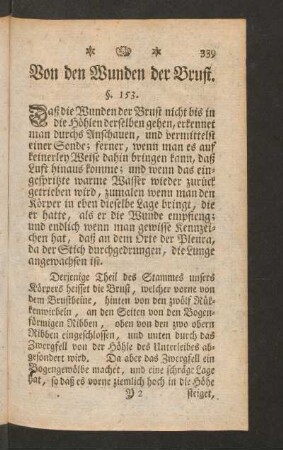 * * 339
Von den Wunden der Brust.
§. 153.
Daß die Wunden der Brust nicht bis in
die Höhlen derselben gehen, erkennet
man durchs Anschauen, und vermittelst
einer Sonde; ferner, wenn man es auf
keinerley Weise dahin bringen kann, daß
Luft hinaus komme; und wenn das ein-
gespritzte warme Wasser wieder zurück
getrieben wird, zumalen wenn man den
Körper in eben dieselbe Lage bringt, die
er hatte, als er die Wunde empfieng;
und endlich wenn man gewisse Kennzei-
chen hat, daß an dem Orte der Pleura,
da der Stich durchgedrungen, die Lunge
angewachsen ist.
Derjenige Theil des Stammes unsers
Körpers heisset die Brust, welcher vorne von
dem Brustbeine, hinten von den zwölf Rük-
kenwirbeln, an den Seiten von den Bogen-
förmigen Ribben, oben von den zwo obern
Ribben eingeschlossen, und unten durch das
Zwergfell von der Höhle des Unterleibes ab-
gesondert wird. Da aber das Zwergfell ein
Bogengewölbe machet, und eine schräge Lage
hat, so daß es vorne ziemlich hoch in die Höhe
Y 2 steiget,